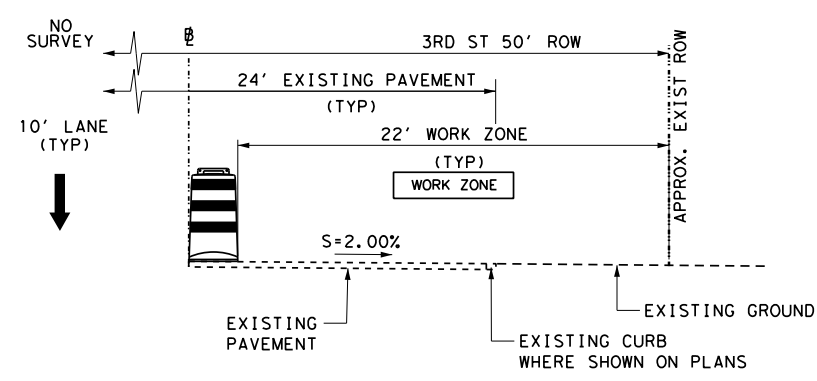 NO
SURVEY
3RD ST 50' ROW
24' EXISTING PAVEMENT
(TYP)
10' LANE
(TYP)
22' WORK ZONE
(TYP)
WORK ZONE
APPROX. EXIST ROW
S=2.00%
EXISTING
PAVEMENT
EXISTING GROUND
EXISTING CURB
WHERE SHOWN ON PLANS